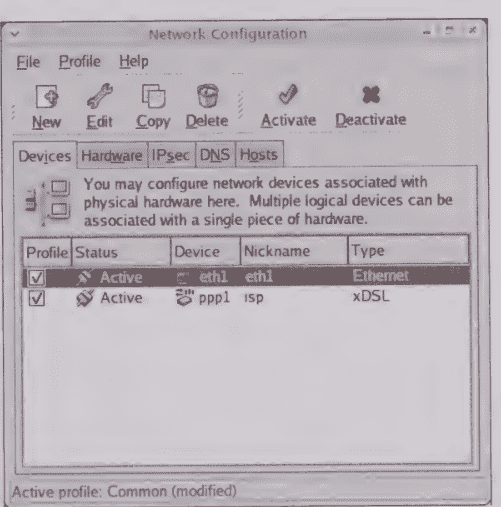 Network Configuration
File Profile Help
New Edit Copy Delete Activate Deactivate
Devices Hardware IPsec DNS Hosts
You may configure network devices associated with
physical hardware here. Multiple logical devices can be
associated with a single piece of hardware.
Profile Status Device Nickname Type
Active eth1 eth1 Ethernet
Active ppp1 isp xDSL
Active profile: Common (modified)